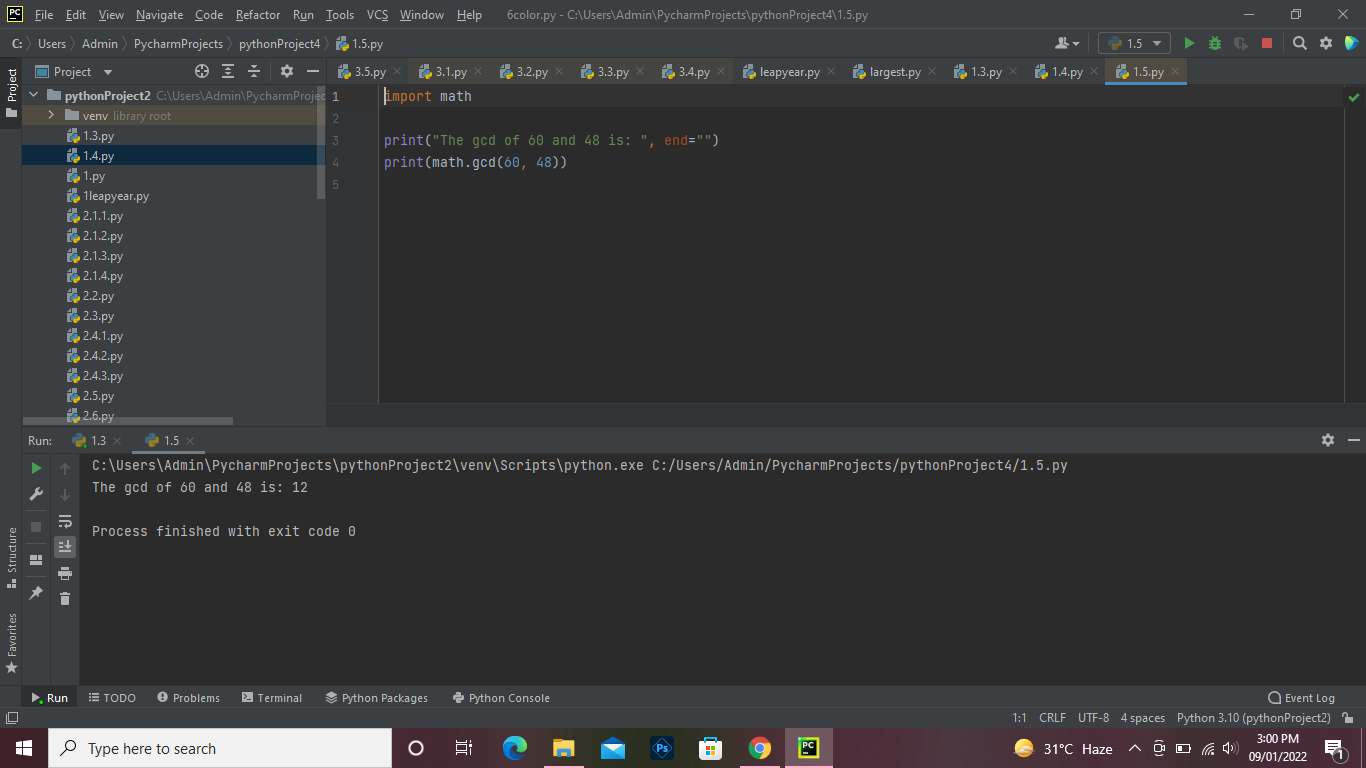 PC File Edit View Navigate Code Refactor Run Tools VCS Window Help 6color.py - C:\Users\Admin\PycharmProjects\pythonProject4\1.5.py
C: Users Admin PycharmProjects pythonProject4 1.5.py 1.5
Project 3.5.py 3.1.py 3.2.py 3.3.py 3.4.py leapyear.py largest.py 1.3.py 1.4.py 1.5.py
Project
pythonProject2 C:\Users\Admin\PycharmProjec
venv library root
1.3.py
1.4.py
1.py
1leapyear.py
2.1.1.py
2.1.2.py
2.1.3.py
2.1.4.py
2.2.py
2.3.py
2.4.1.py
2.4.2.py
2.4.3.py
2.5.py
2.6.py
1 import math
2
3 print("The gcd of 60 and 48 is: ", end="")
4 print(math.gcd(60, 48))
5
Run: 1.3 1.5
C:\Users\Admin\PycharmProjects\pythonProject2\venv\Scripts\python.exe C:/Users/Admin/PycharmProjects/pythonProject4/1.5.py
The gcd of 60 and 48 is: 12
Process finished with exit code 0
Structure
Favorites
Run TODO Problems Terminal Python Packages Python Console Event Log
1:1 CRLF UTF-8 4 spaces Python 3.10 (pythonProject2)
Type here to search Ps PC 31°C Haze 3:00 PM
09/01/2022
1